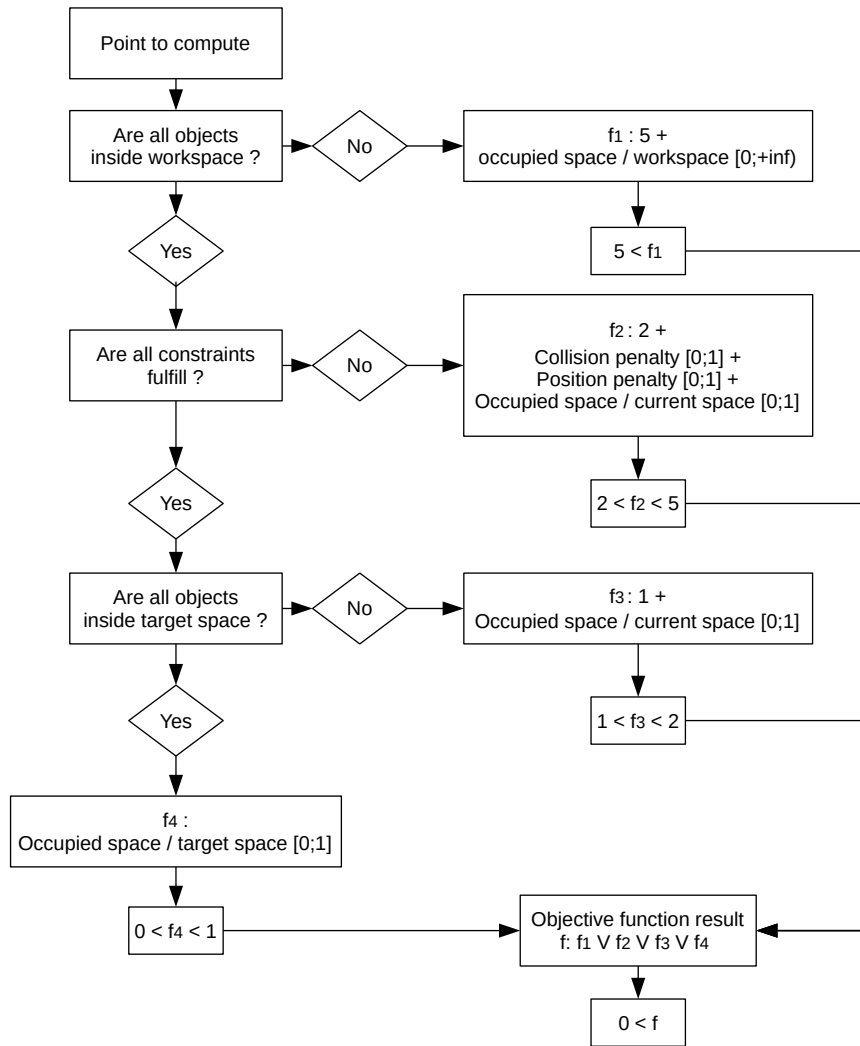 Point to compute
Are all objects
inside workspace ?
No
f1 : 5 +
occupied space / workspace [0;+inf)
Yes
5 < f1
Are all constraints
fulfill ?
No
f2 : 2 +
Collision penalty [0;1] +
Position penalty [0;1] +
Occupied space / current space [0;1]
Yes
2 < f2 < 5
Are all objects
inside target space ?
No
f3 : 1 +
Occupied space / current space [0;1]
Yes
1 < f3 < 2
f4 :
Occupied space / target space [0;1]
0 < f4 < 1
Objective function result
f: f1 V f2 V f3 V f4
0 < f